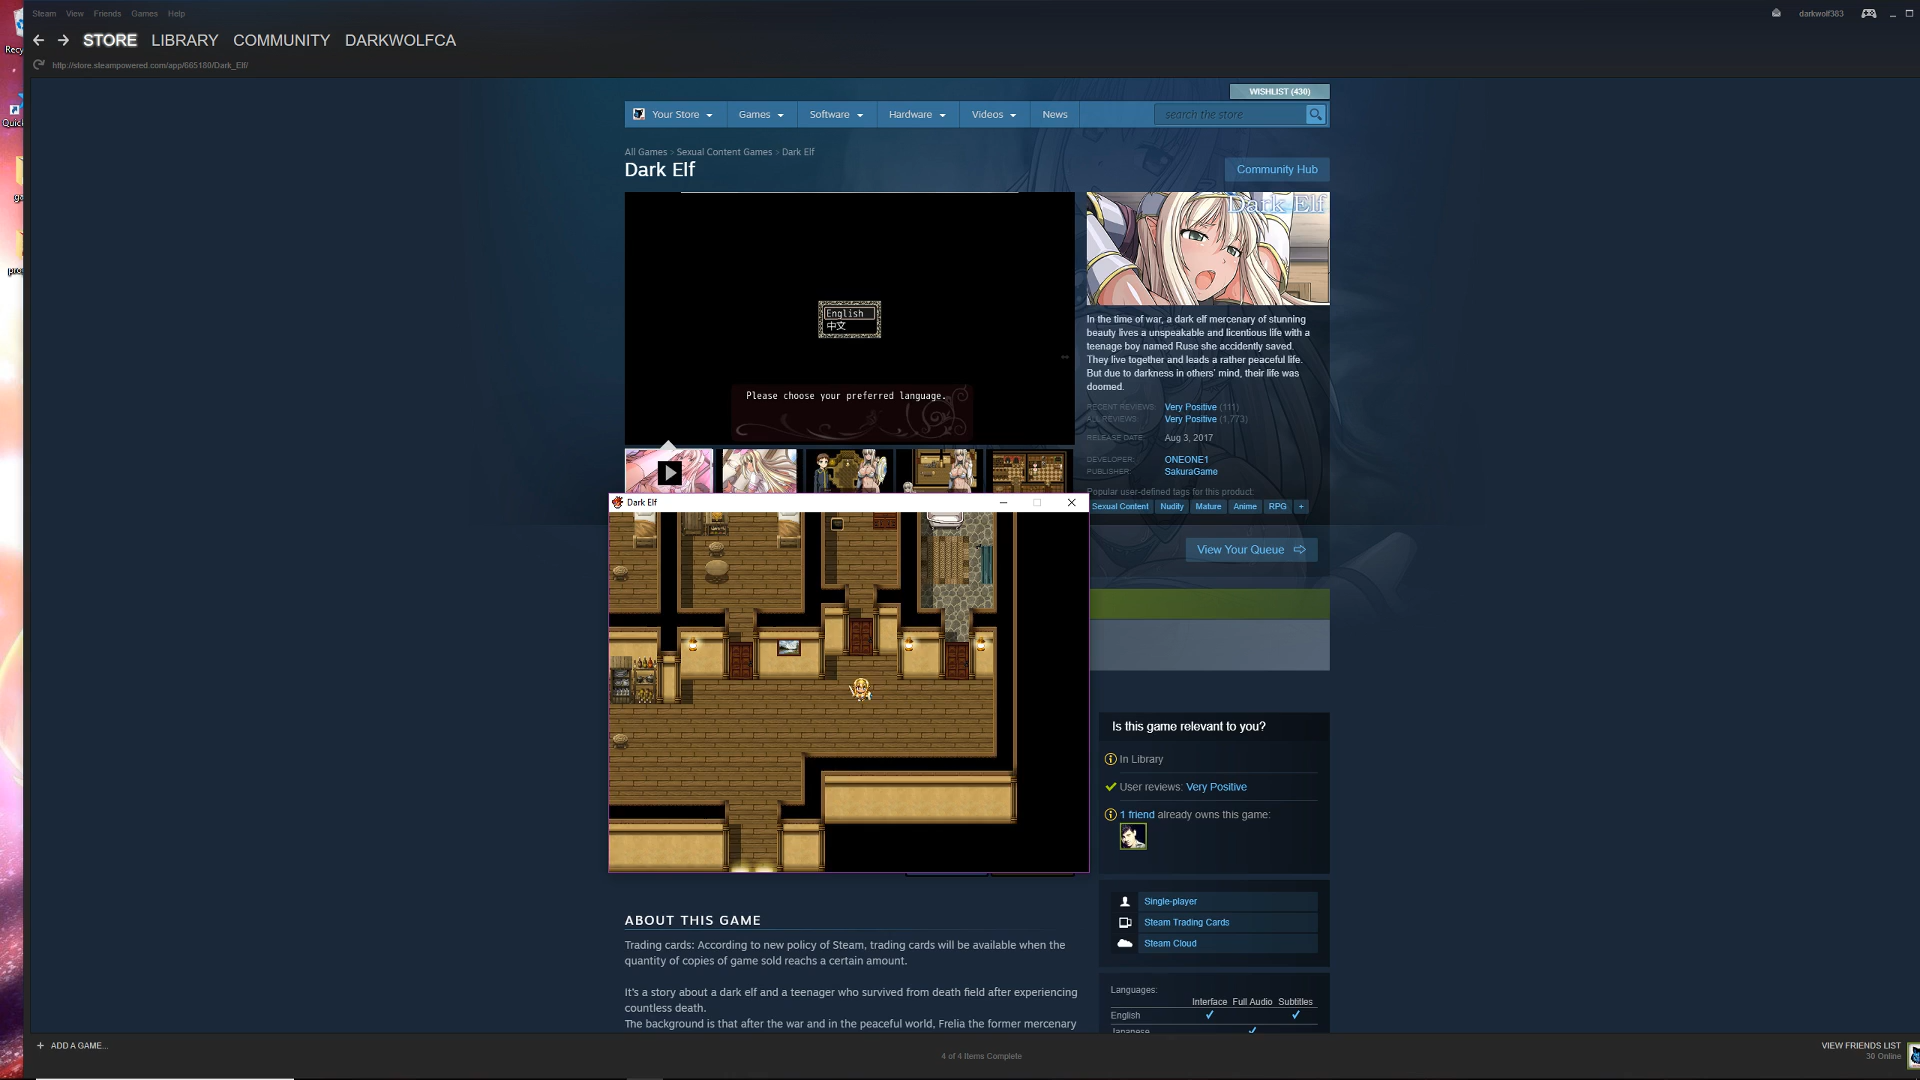 Steam View Friends Games Help
darkwolf383
STORE LIBRARY COMMUNITY DARKWOLFCA
http://store.steampowered.com/app/665180/Dark_Elf/
WISHLIST (430)
Your Store Games Software Hardware Videos News
search the store
All Games > Sexual Content Games > Dark Elf
Dark Elf
Community Hub
Dark Elf
English
中文
Please choose your preferred language.
In the time of war, a dark elf mercenary of stunning
beauty lives a unspeakable and licentious life with a
teenage boy named Ruse she accidently saved.
They live together and leads a rather peaceful life.
But due to darkness in others' mind, their life was
doomed.
RECENT REVIEWS: Very Positive (111)
ALL REVIEWS: Very Positive (1,773)
RELEASE DATE: Aug 3, 2017
DEVELOPER: ONEONE1
PUBLISHER: SakuraGame
Popular user-defined tags for this product:
Sexual Content Nudity Mature Anime RPG +
View Your Queue
Dark Elf
Is this game relevant to you?
In Library
User reviews: Very Positive
1 friend already owns this game:
Single-player
Steam Trading Cards
Steam Cloud
Languages:
Interface Full Audio Subtitles
English
Japanese
ABOUT THIS GAME
Trading cards: According to new policy of Steam, trading cards will be available when the
quantity of copies of game sold reachs a certain amount.
It's a story about a dark elf and a teenager who survived from death field after experiencing
countless death.
The background is that after the war and in the peaceful world, Frelia the former mercenary
+ ADD A GAME...
4 of 4 Items Complete
VIEW FRIENDS LIST
30 Online